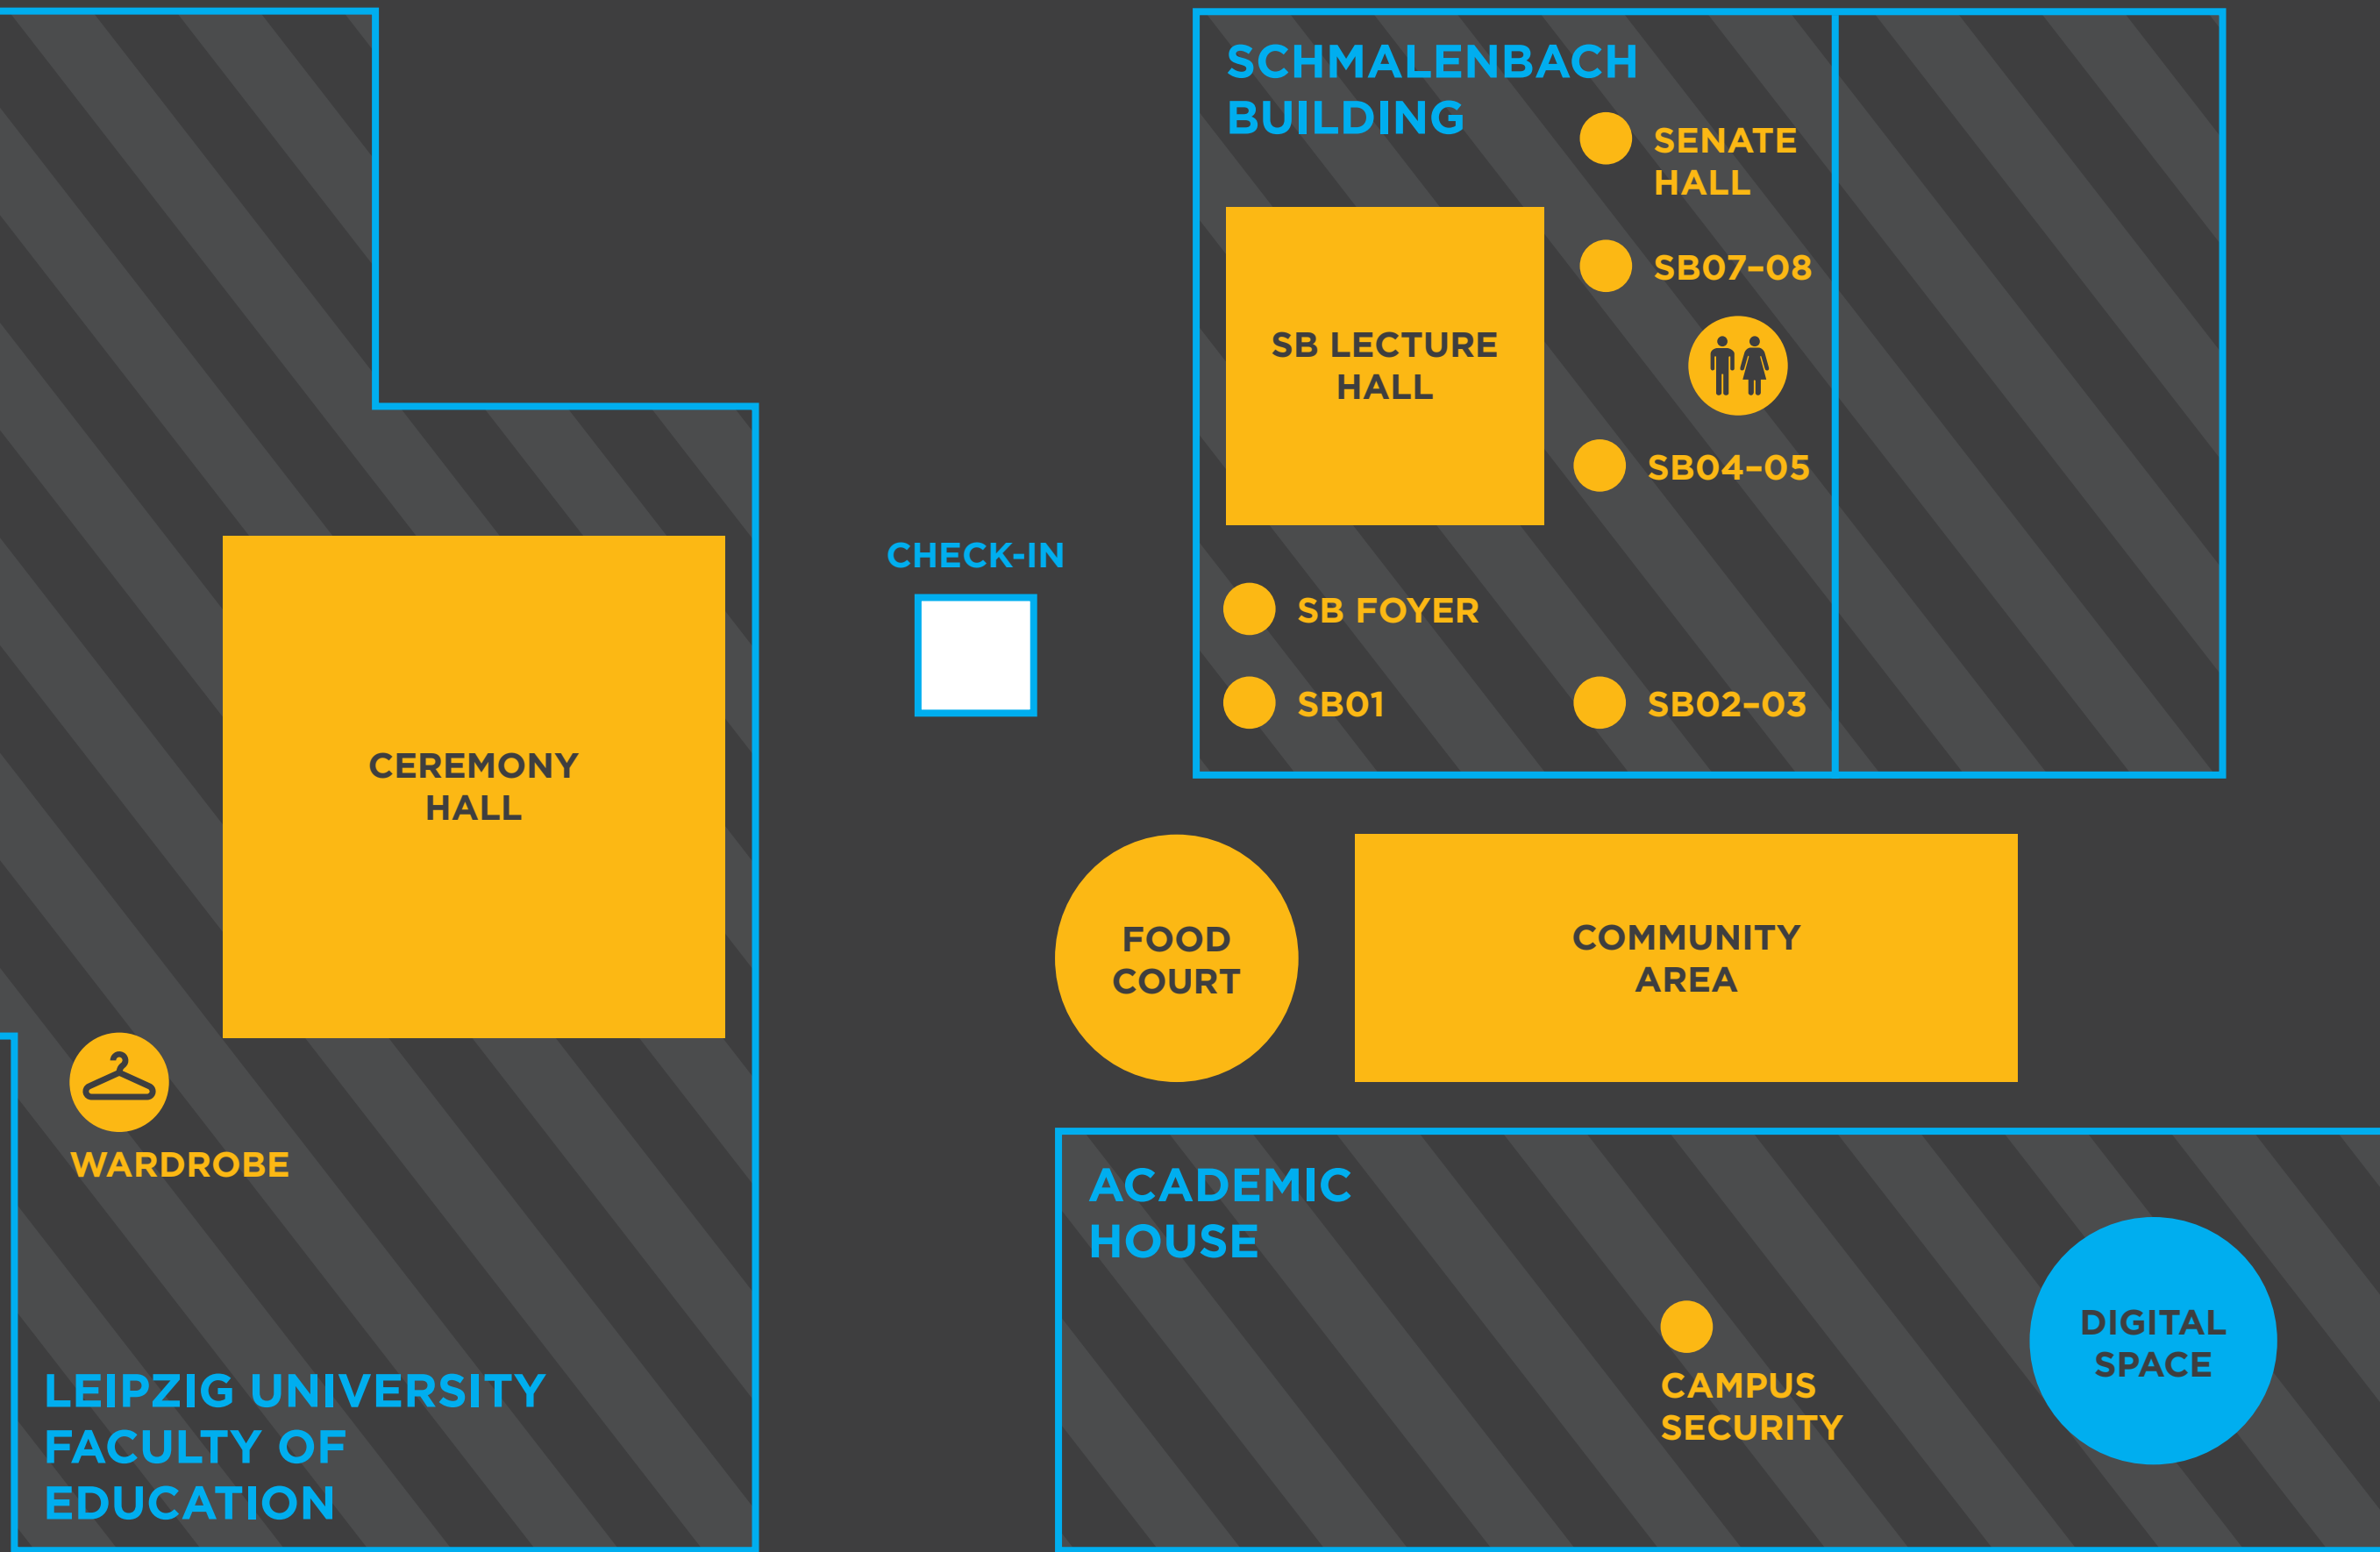 SCHMALENBACH
BUILDING
SENATE
HALL
SB07–08
SB LECTURE
HALL
SB04–05
CHECK-IN
SB FOYER
SB01
SB02–03
CEREMONY
HALL
FOOD
COURT
COMMUNITY
AREA
WARDROBE
ACADEMIC
HOUSE
DIGITAL
SPACE
CAMPUS
SECURITY
LEIPZIG UNIVERSITY
FACULTY OF
EDUCATION